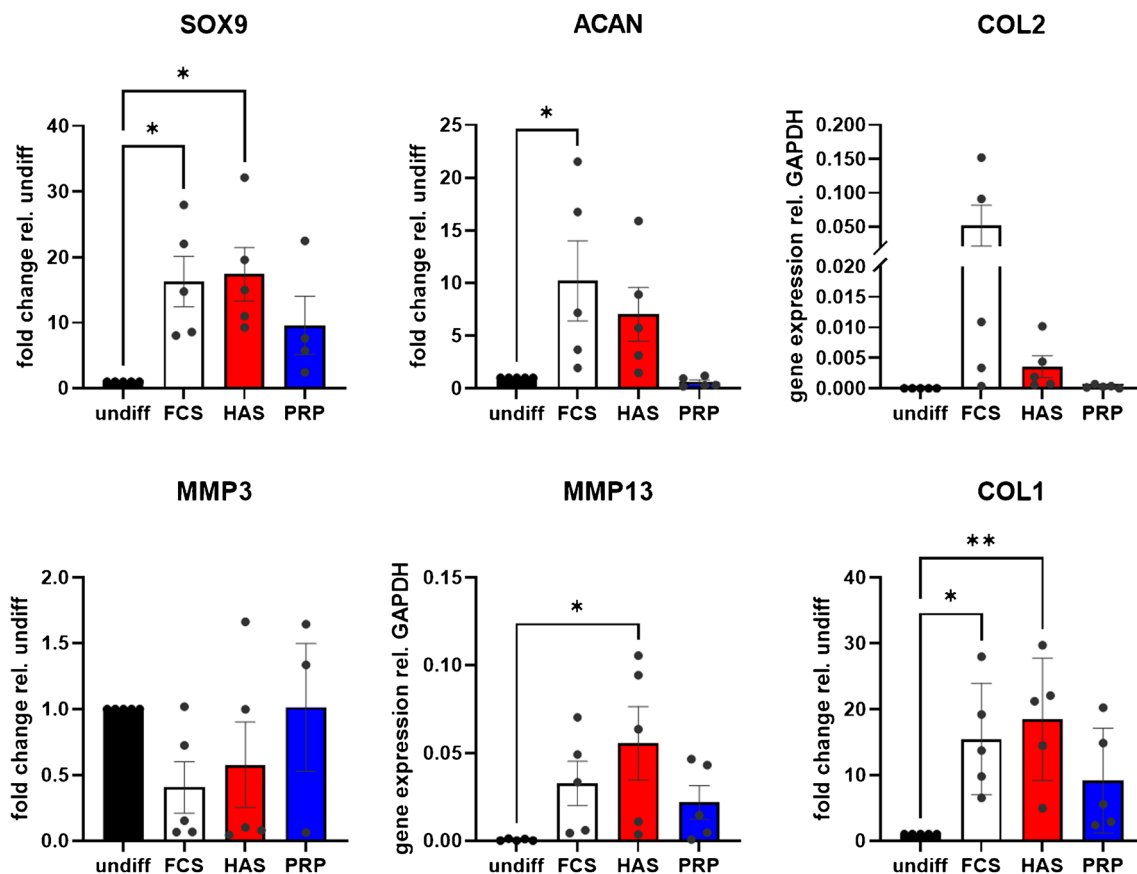 SOX9
*
*
fold change rel. undiff
40
30
20
10
0
undiff FCS HAS PRP
ACAN
*
fold change rel. undiff
25
20
15
10
5
0
undiff FCS HAS PRP
COL2
gene expression rel. GAPDH
0.200
0.150
0.100
0.050
0.020
0.015
0.010
0.005
0.000
undiff FCS HAS PRP
MMP3
fold change rel. undiff
2.0
1.5
1.0
0.5
0.0
undiff FCS HAS PRP
MMP13
*
gene expression rel. GAPDH
0.15
0.10
0.05
0.00
undiff FCS HAS PRP
COL1
**
*
fold change rel. undiff
40
30
20
10
0
undiff FCS HAS PRP